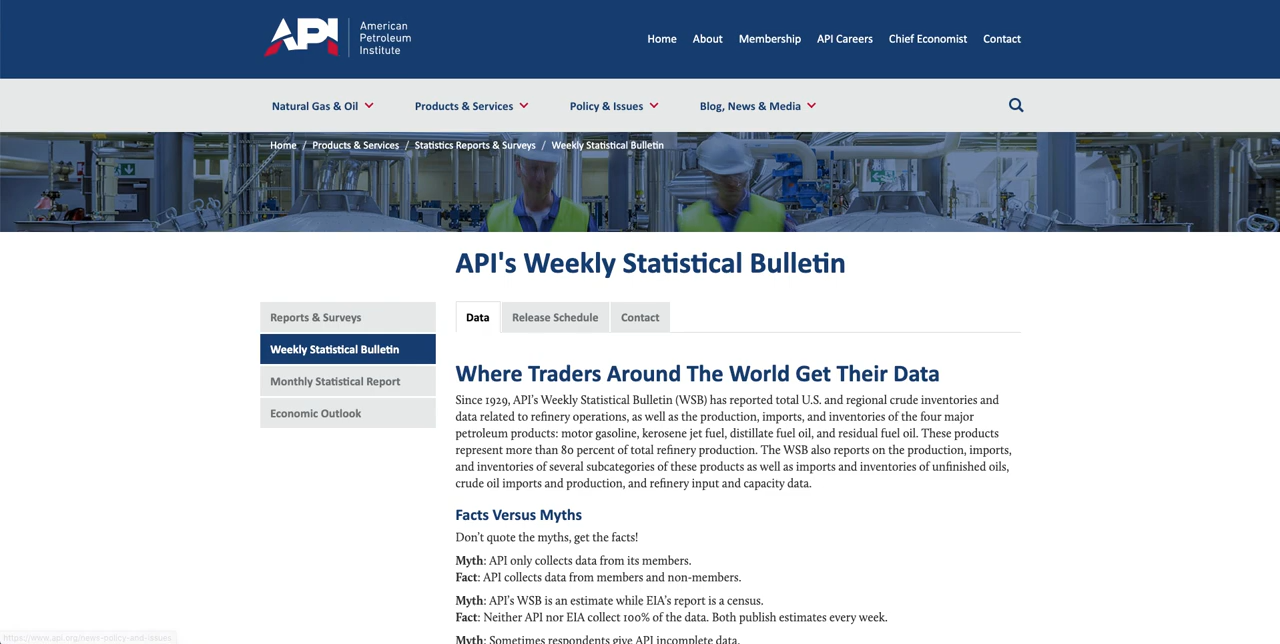 API
American
Petroleum
Institute
Home About Membership API Careers Chief Economist Contact
Natural Gas & Oil Products & Services Policy & Issues Blog, News & Media
Home / Products & Services / Statistics Reports & Surveys / Weekly Statistical Bulletin
API's Weekly Statistical Bulletin
Reports & Surveys
Weekly Statistical Bulletin
Monthly Statistical Report
Economic Outlook
Data Release Schedule Contact
Where Traders Around The World Get Their Data
Since 1929, API's Weekly Statistical Bulletin (WSB) has reported total U.S. and regional crude inventories and
data related to refinery operations, as well as the production, imports, and inventories of the four major
petroleum products: motor gasoline, kerosene jet fuel, distillate fuel oil, and residual fuel oil. These products
represent more than 80 percent of total refinery production. The WSB also reports on the production, imports,
and inventories of several subcategories of these products as well as imports and inventories of unfinished oils,
crude oil imports and production, and refinery input and capacity data.
Facts Versus Myths
Don't quote the myths, get the facts!
Myth: API only collects data from its members.
Fact: API collects data from members and non-members.
Myth: API's WSB is an estimate while EIA's report is a census.
Fact: Neither API nor EIA collect 100% of the data. Both publish estimates every week.
Myth: Sometimes respondents give API incomplete data.
https://www.api.org/news-policy-and-issues